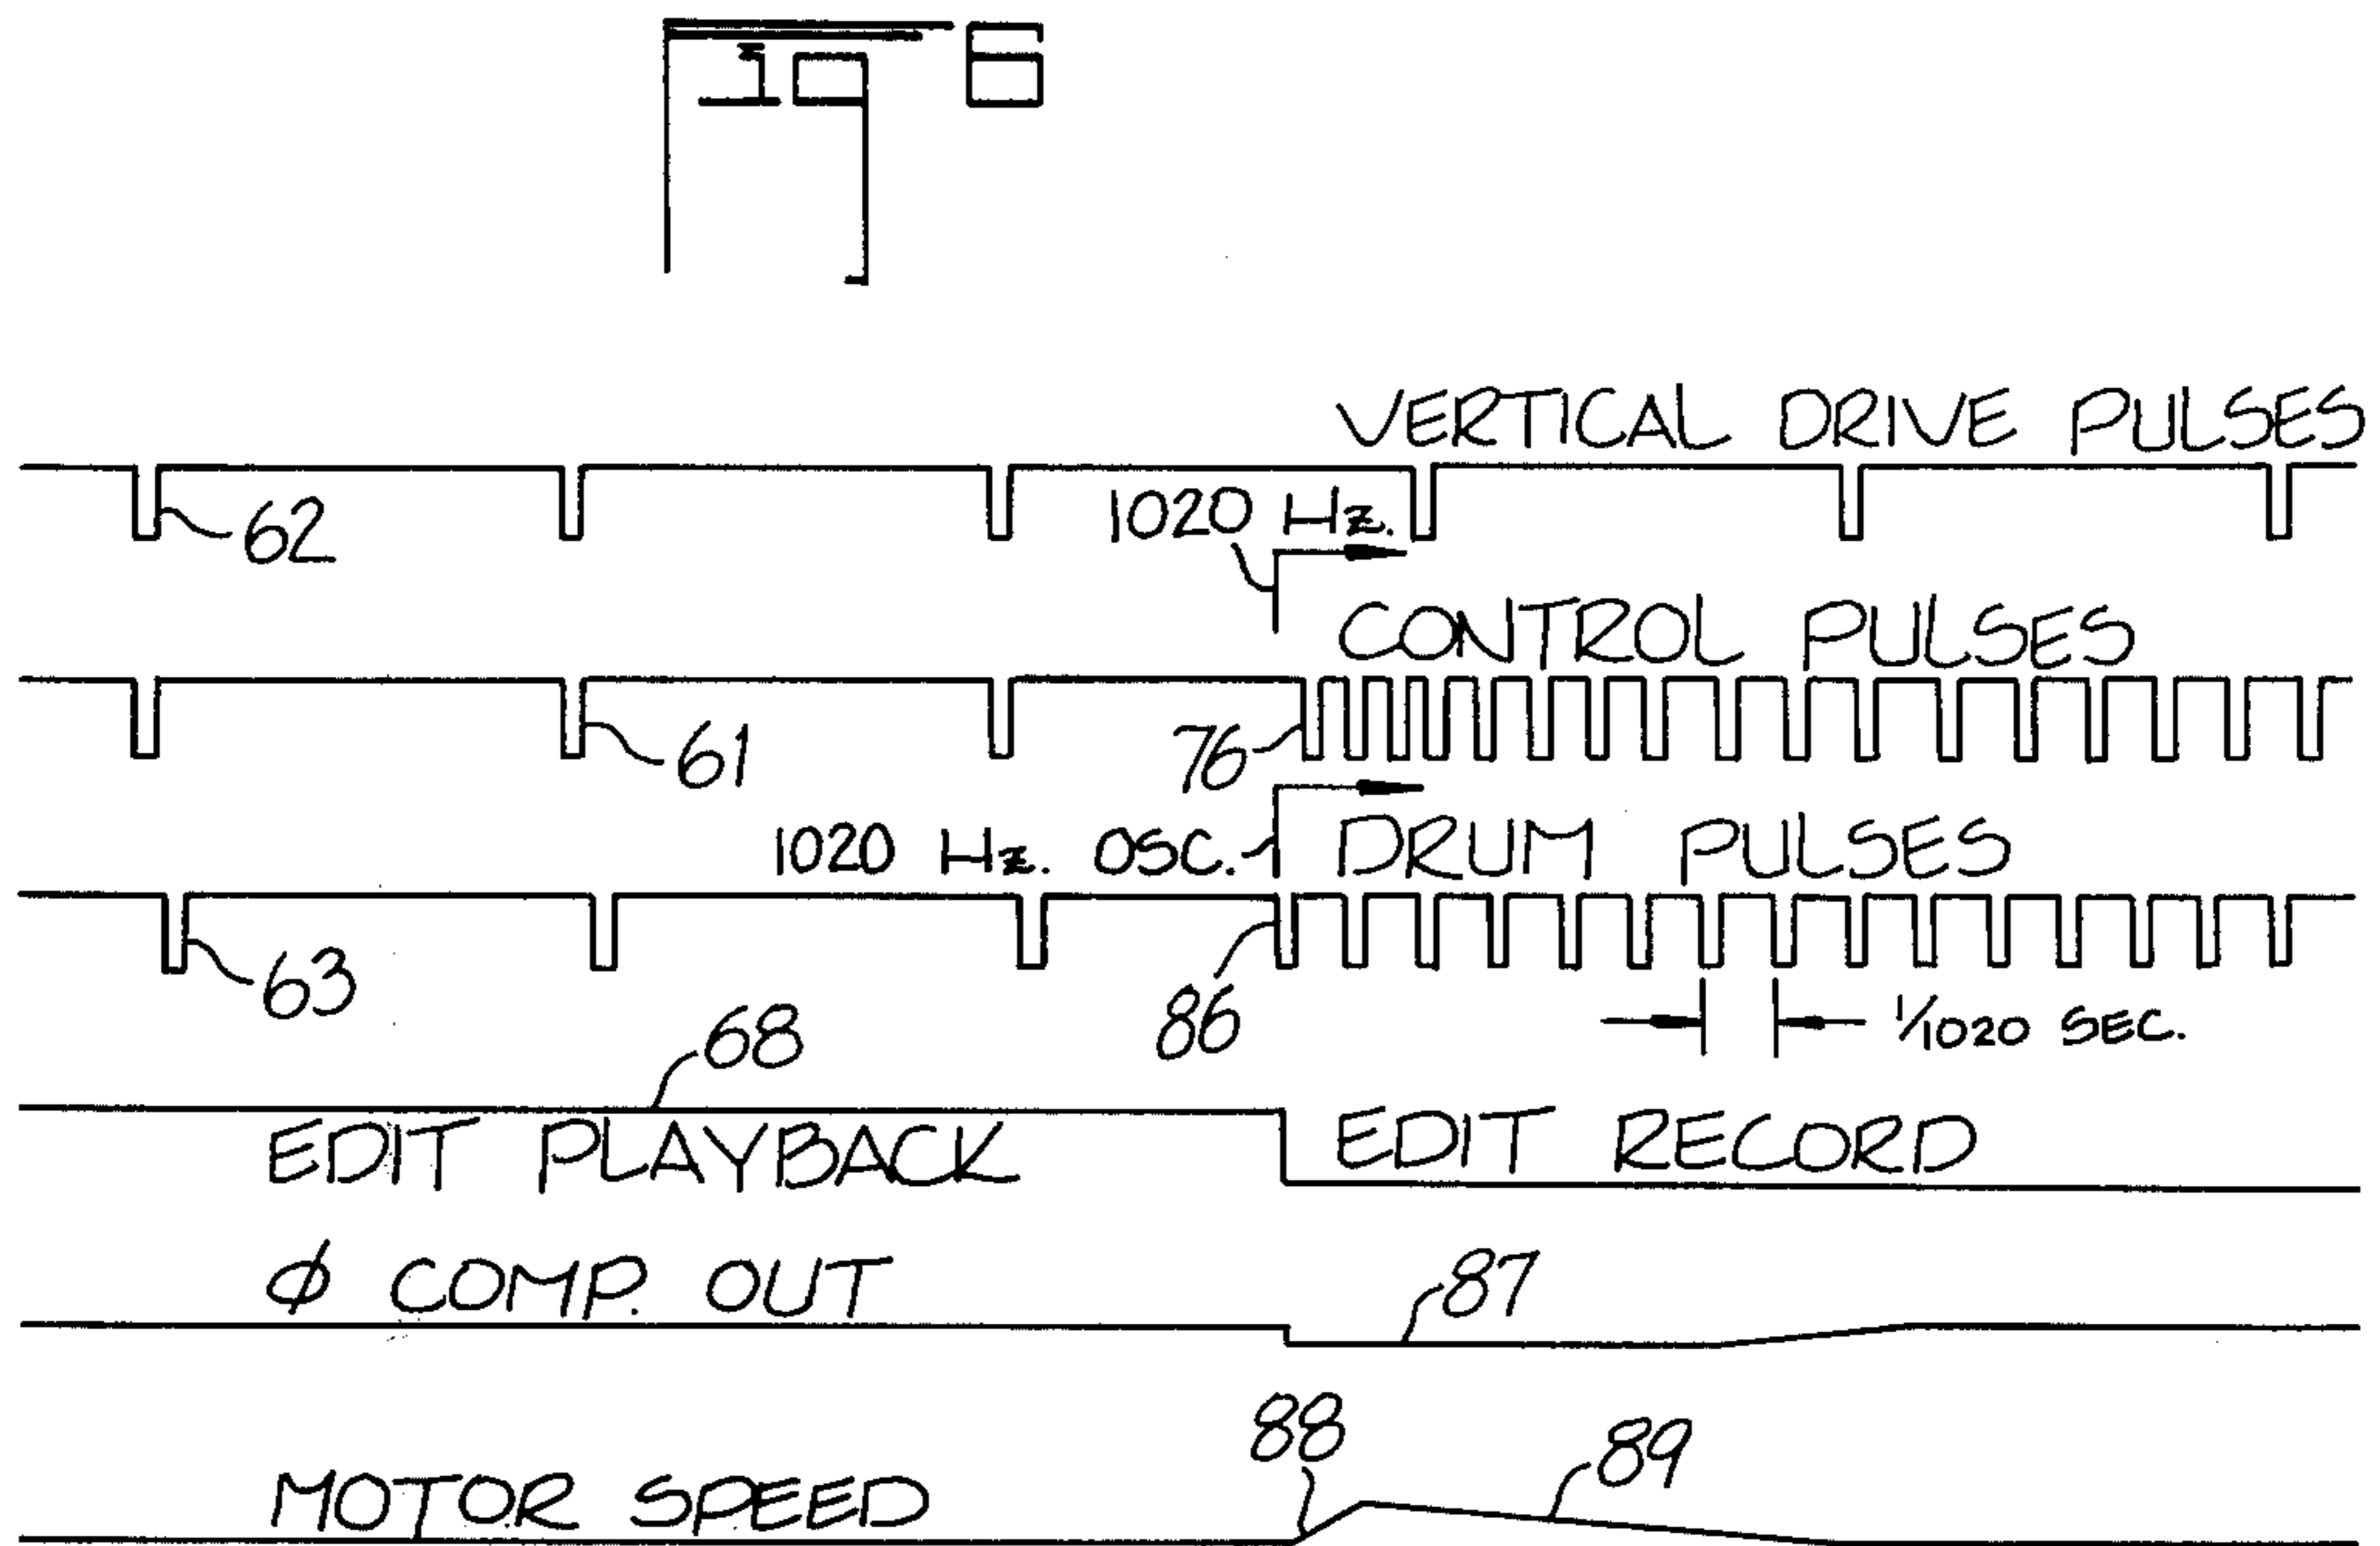 Fig 6
VERTICAL DRIVE PULSES
62
1020 Hz.
CONTROL PULSES
61
76
1020 Hz. OSC.
DRUM PULSES
63
86
1/1020 SEC.
68
EDIT PLAYBACK
EDIT RECORD
ϕ COMP. OUT
87
88
89
MOTOR SPEED